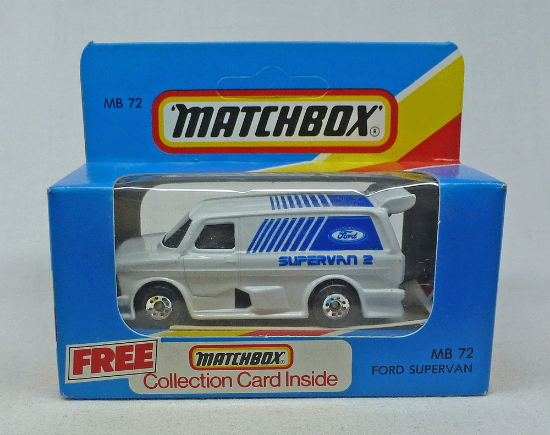 MB 72
"MATCHBOX"®
Ford
SUPERVAN 2
FREE
"MATCHBOX"®
Collection Card Inside
MB 72
FORD SUPERVAN